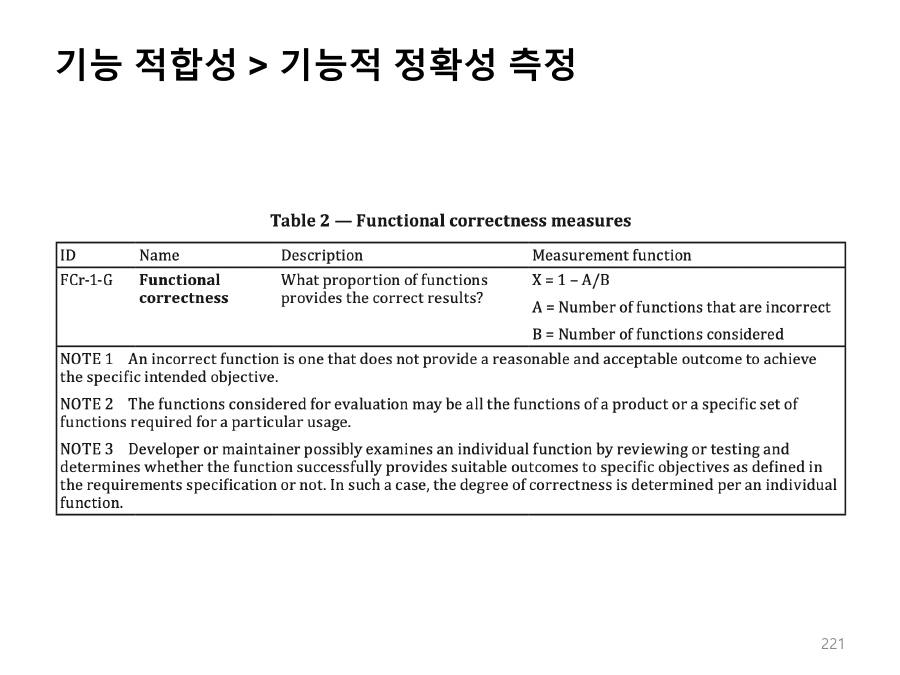 기능 적합성 > 기능적 정확성 측정
Table 2 — Functional correctness measures
ID Name Description Measurement function
FCr-1-G Functional correctness What proportion of functions provides the correct results? X = 1 – A/B
A = Number of functions that are incorrect
B = Number of functions considered
NOTE 1 An incorrect function is one that does not provide a reasonable and acceptable outcome to achieve
the specific intended objective.
NOTE 2 The functions considered for evaluation may be all the functions of a product or a specific set of
functions required for a particular usage.
NOTE 3 Developer or maintainer possibly examines an individual function by reviewing or testing and
determines whether the function successfully provides suitable outcomes to specific objectives as defined in
the requirements specification or not. In such a case, the degree of correctness is determined per an individual
function.
221